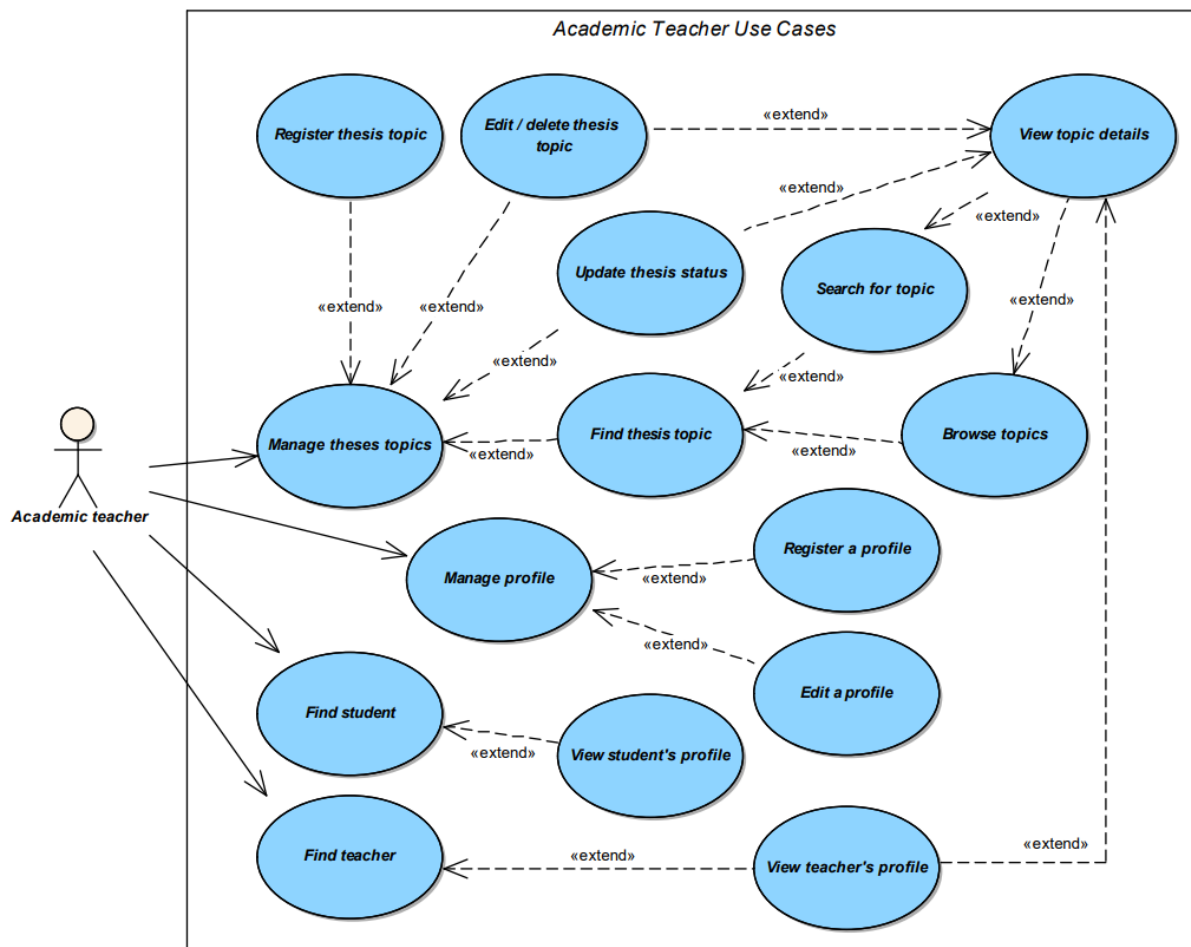 Academic Teacher Use Cases
Register thesis topic
Edit / delete thesis
topic
«extend»
View topic details
«extend»
«extend»
Update thesis status
Search for topic
«extend»
«extend»
«extend»
«extend»
«extend»
Manage theses topics
«extend»
Find thesis topic
«extend»
Browse topics
Academic teacher
Manage profile
«extend»
Register a profile
«extend»
Edit a profile
Find student
«extend»
View student's profile
Find teacher
«extend»
View teacher's profile
«extend»